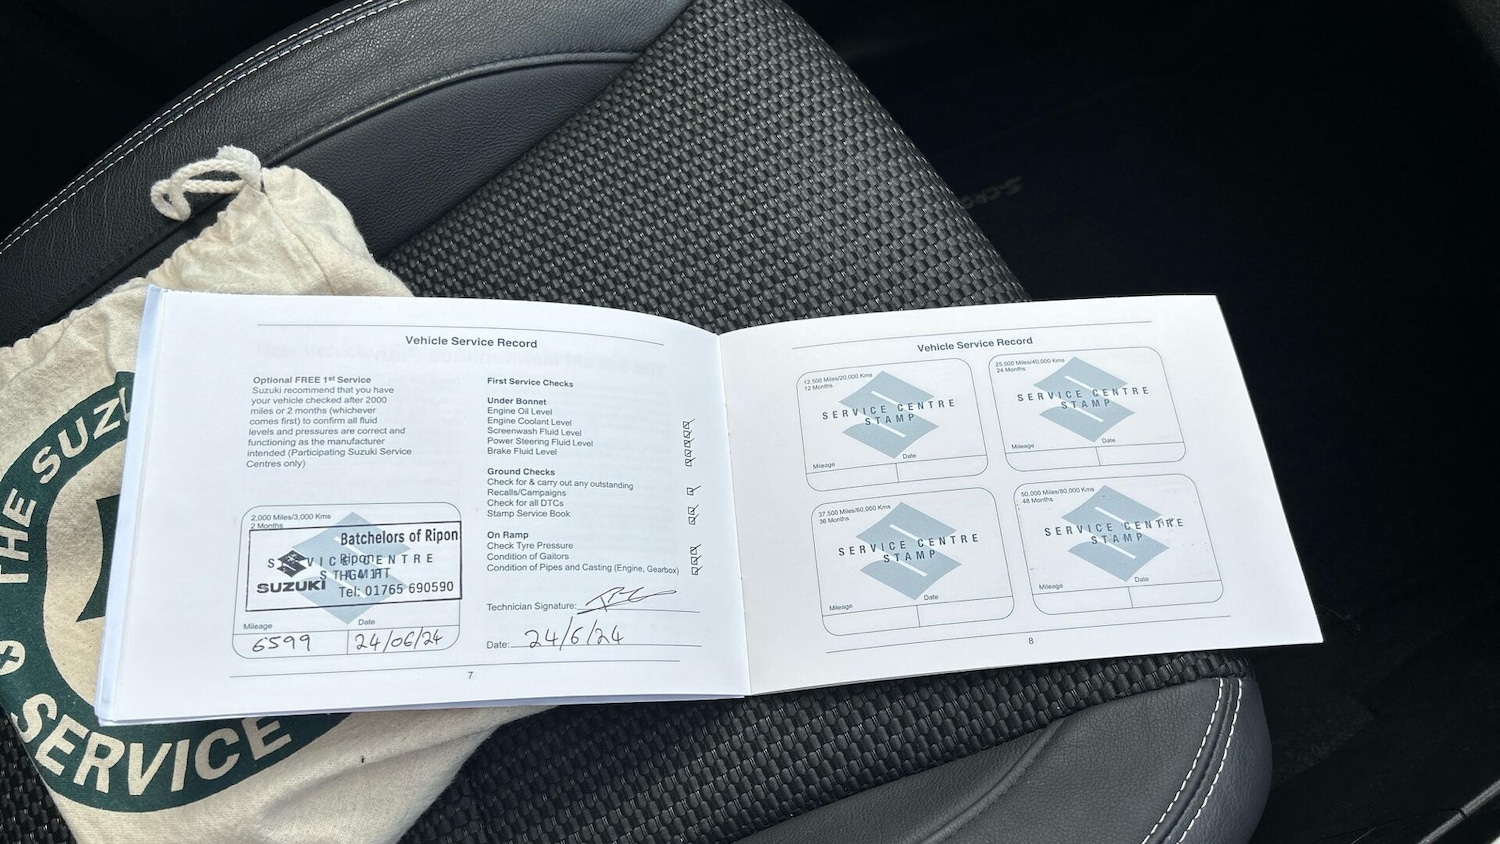 THE SUZU
SERVICE
S-CRO
Vehicle Service Record
Optional FREE 1st Service
Suzuki recommend that you have
your vehicle checked after 2000
miles or 2 months (whichever
comes first) to confirm all fluid
levels and pressures are correct and
functioning as the manufacturer
intended (Participating Suzuki Service
Centres only)
2,000 Miles/3,000 Kms
2 Months
Batchelors of Ripon
Ripon
SUZUKI
Tel: 01765 690590
Mileage
Date
6599
24/06/24
First Service Checks
Under Bonnet
Engine Oil Level
Engine Coolant Level
Screenwash Fluid Level
Power Steering Fluid Level
Brake Fluid Level
Ground Checks
Check for & carry out any outstanding
Recalls/Campaigns
Check for all DTCs
Stamp Service Book
On Ramp
Check Tyre Pressure
Condition of Gaitors
Condition of Pipes and Casting (Engine, Gearbox)
Technician Signature:
Date: 24/6/24
7
Vehicle Service Record
12,500 Miles/20,000 Kms
12 Months
SERVICE CENTRE
STAMP
Mileage
Date
25,000 Miles/40,000 Kms
24 Months
SERVICE CENTRE
STAMP
Mileage
Date
37,500 Miles/60,000 Kms
36 Months
SERVICE CENTRE
STAMP
Mileage
Date
50,000 Miles/80,000 Kms
48 Months
SERVICE CENTRE
STAMP
Mileage
Date
8